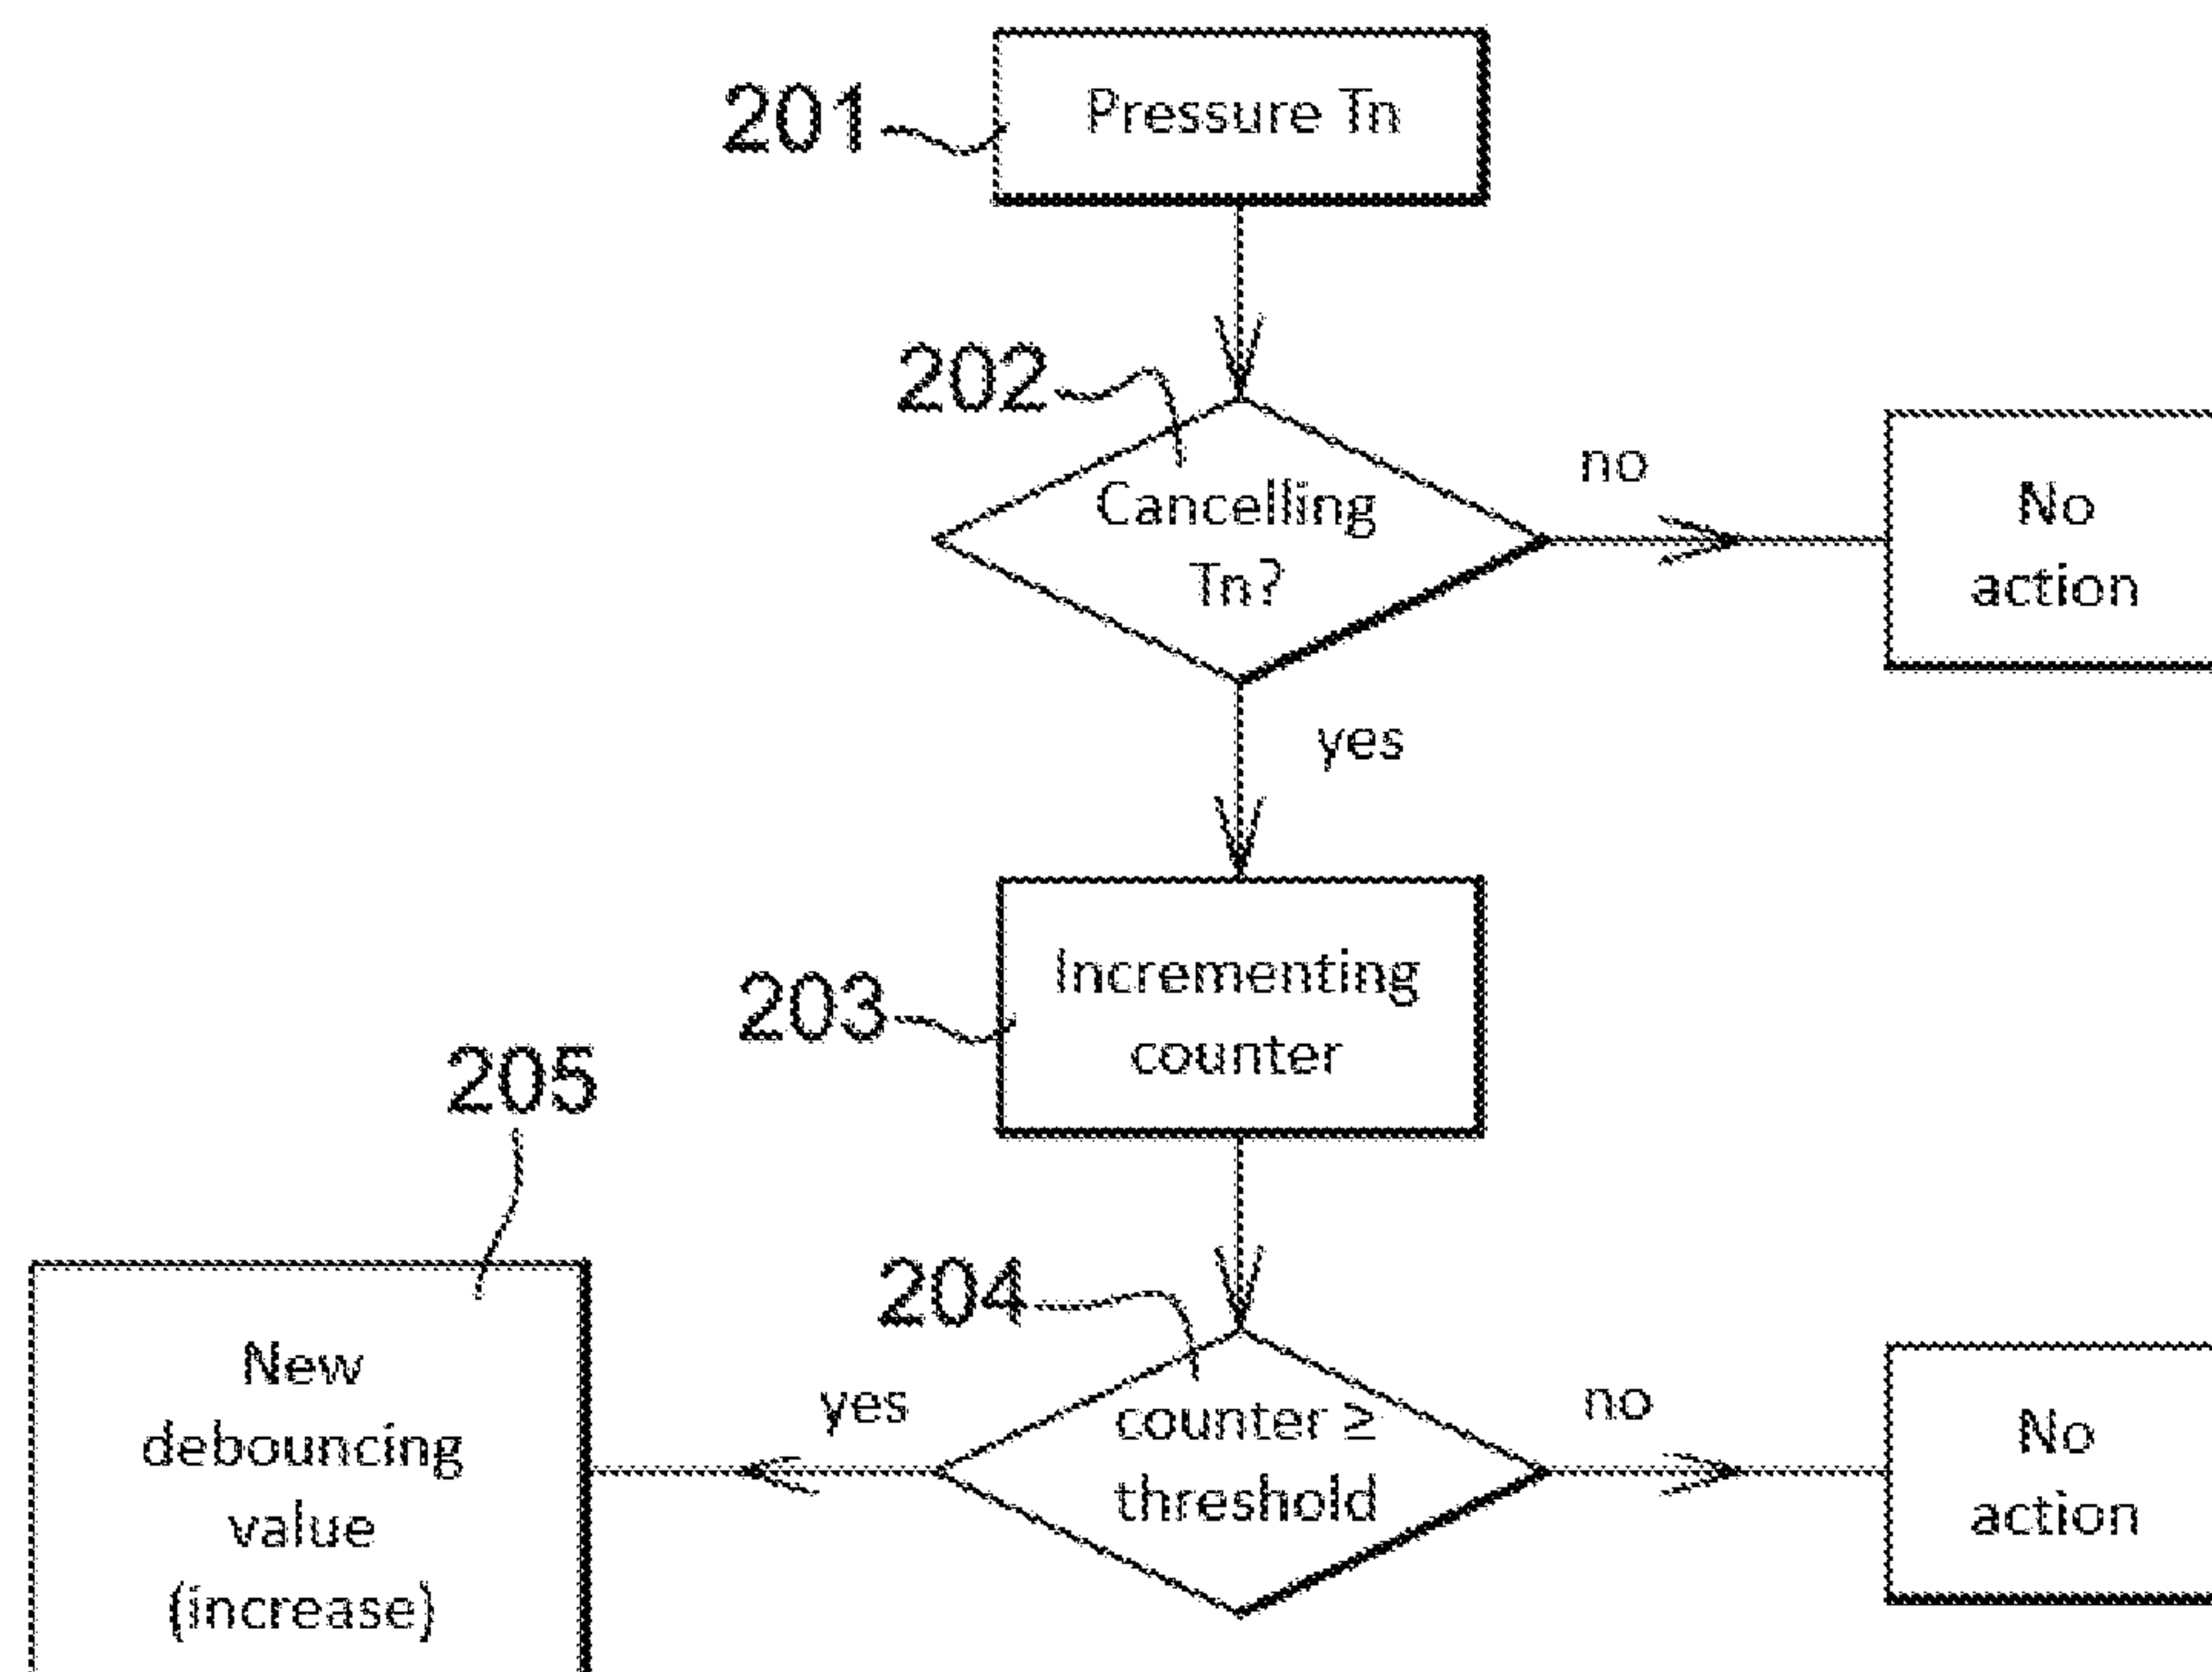 201
Pressure Tn
202
Cancelling
Tn?
no
No
action
yes
203
Incrementing
counter
205
204
New
debouncing
value
(increase)
yes
counter ≥
threshold
no
No
action